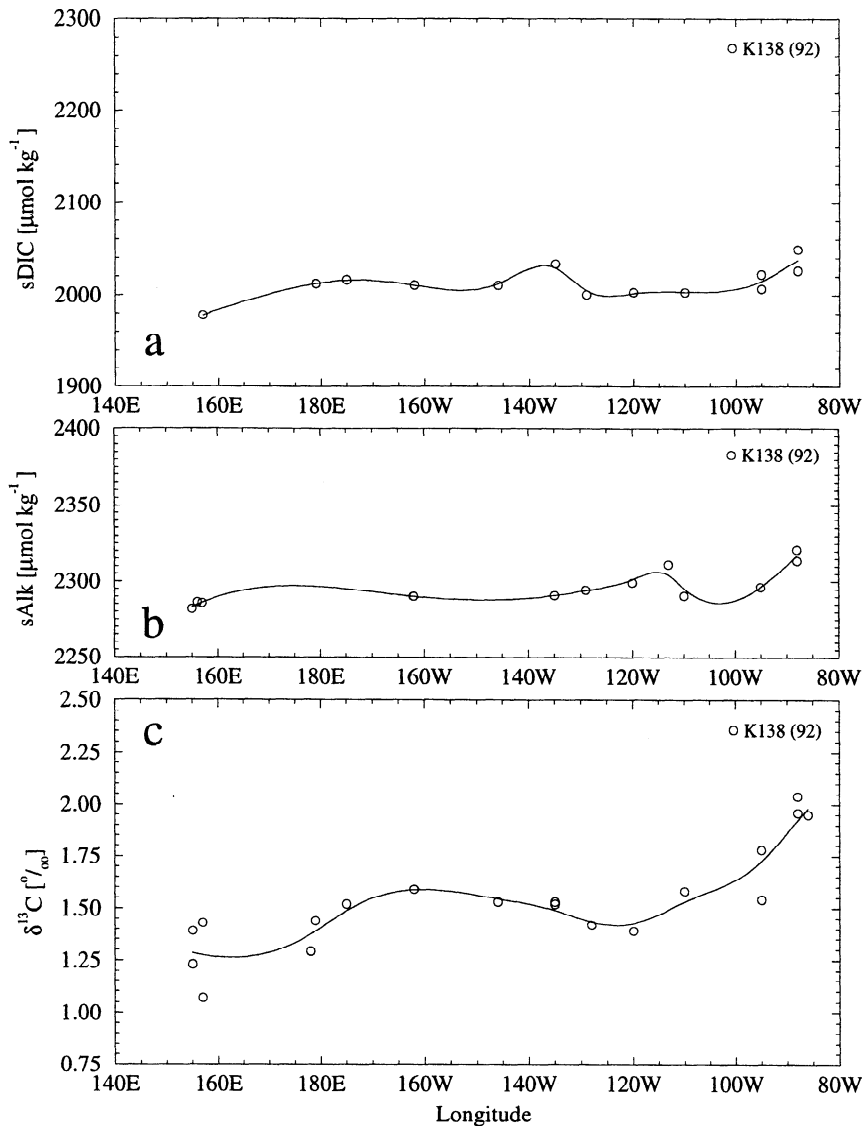 2300
2200
2100
2000
1900
sDIC [μmol kg⁻¹]
K138 (92)
a
140E 160E 180E 160W 140W 120W 100W 80W
2400
2350
2300
2250
sAlk [μmol kg⁻¹]
K138 (92)
b
140E 160E 180E 160W 140W 120W 100W 80W
2.50
2.25
2.00
1.75
1.50
1.25
1.00
0.75
δ¹³C [º/₀₀]
c
K138 (92)
140E 160E 180E 160W 140W 120W 100W 80W
Longitude